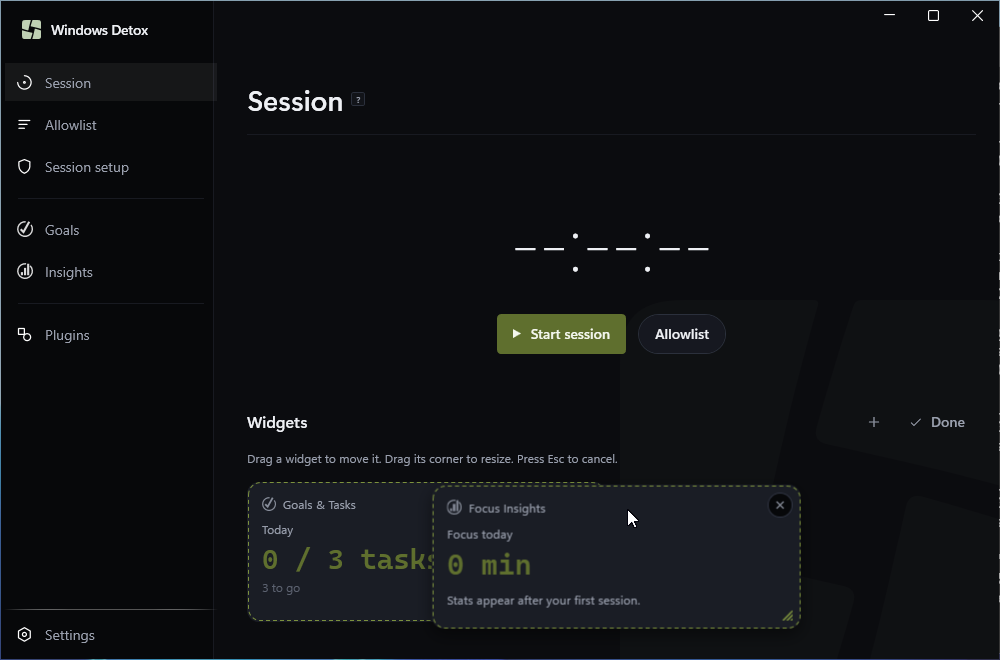 Windows Detox
Session
Allowlist
Session setup
Goals
Insights
Plugins
Settings
Session ?
--:--:--
Start session
Allowlist
Widgets
Done
Drag a widget to move it. Drag its corner to resize. Press Esc to cancel.
Goals & Tasks
Today
0 / 3 tasks
3 to go
Focus Insights
Focus today
0 min
Stats appear after your first session.